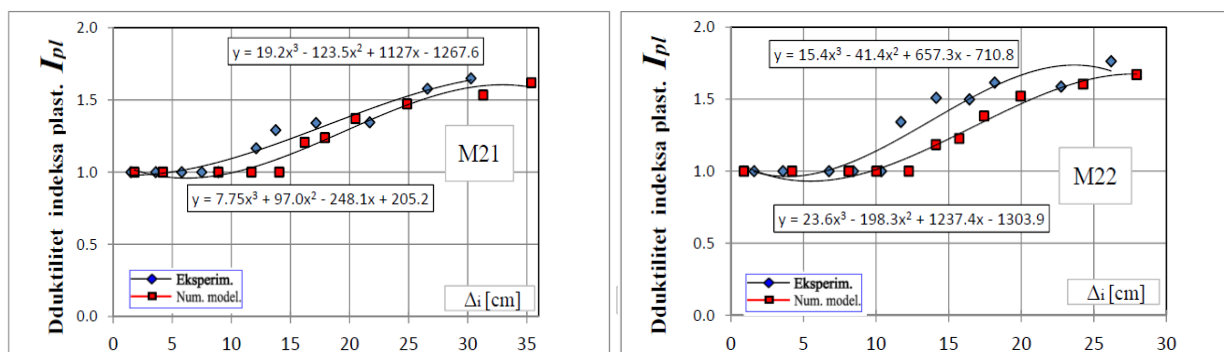 Dduktilitet indeksa plast. Ipl
2.0
1.5
1.0
0.5
0.0
y = 19.2x³ - 123.5x² + 1127x - 1267.6
M21
y = 7.75x³ + 97.0x² - 248.1x + 205.2
Eksperim.
Num. model.
Δi [cm]
0 5 10 15 20 25 30 35
Dduktilitet indeksa plast. Ipl
2.0
1.5
1.0
0.5
0.0
y = 15.4x³ - 41.4x² + 657.3x - 710.8
M22
y = 23.6x³ - 198.3x² + 1237.4x - 1303.9
Eksperim.
Num. model.
Δi [cm]
0 5 10 15 20 25 30